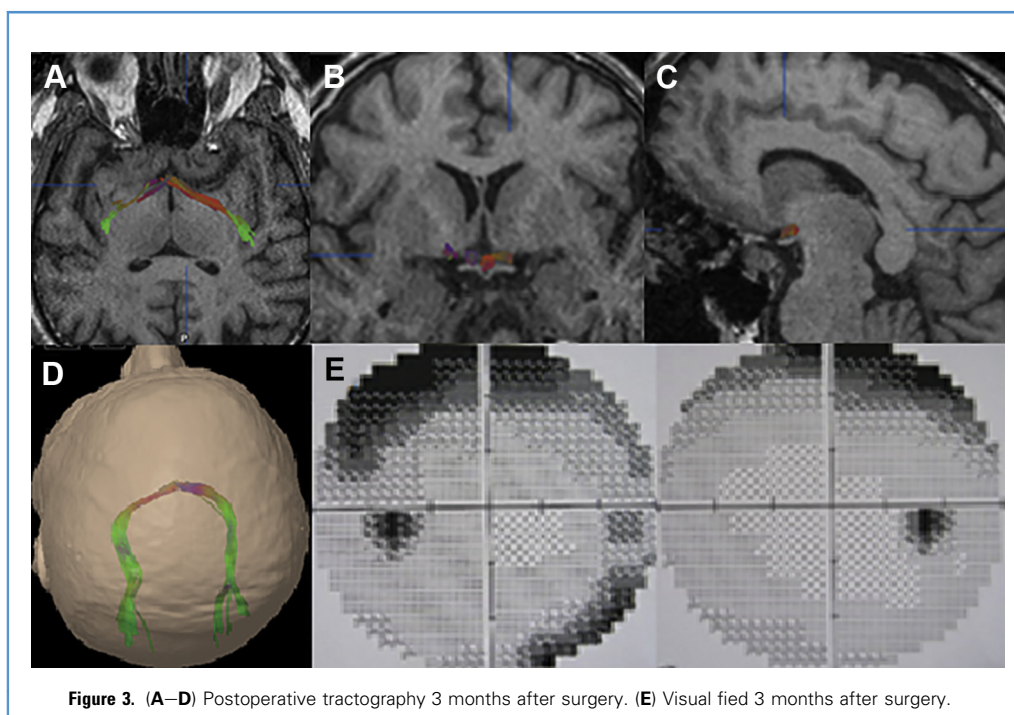 A
B
C
P
D
E
Figure 3. (A–D) Postoperative tractography 3 months after surgery. (E) Visual fied 3 months after surgery.